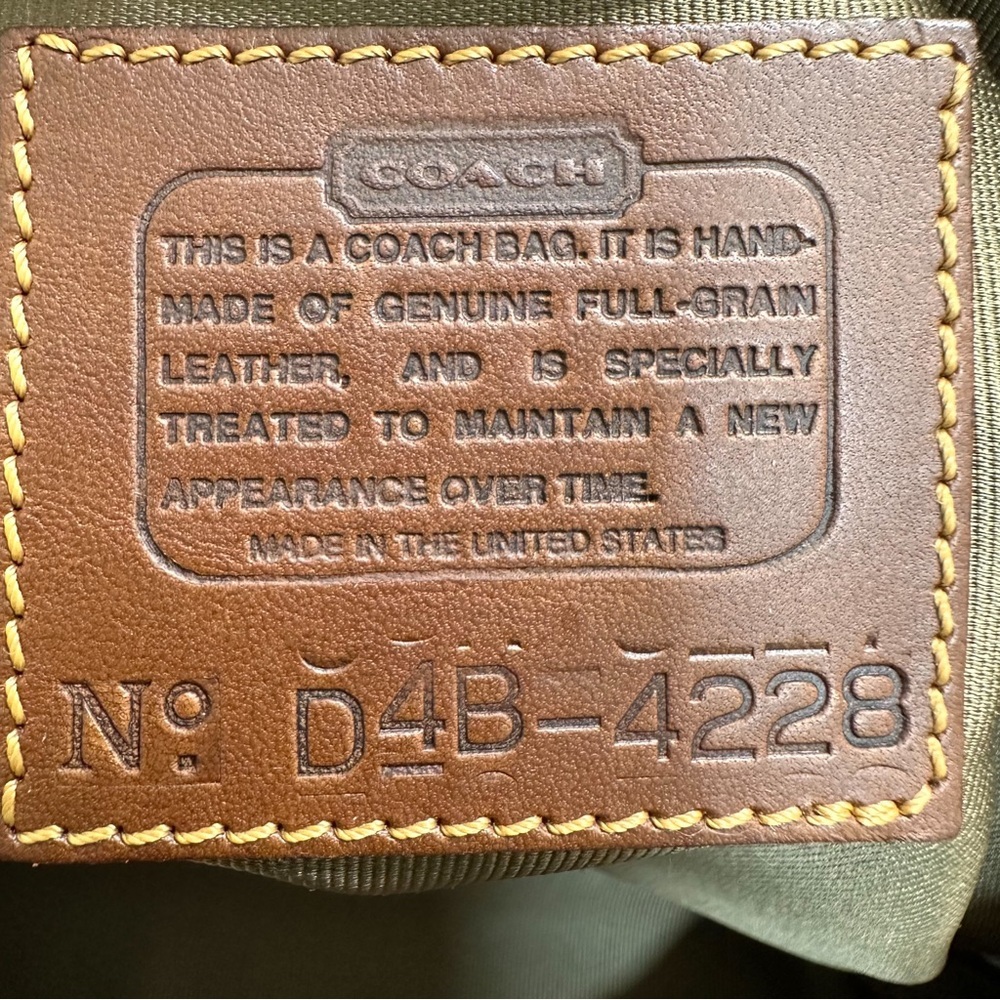 COACH
THIS IS A COACH BAG. IT IS HAND-
MADE OF GENUINE FULL-GRAIN
LEATHER, AND IS SPECIALLY
TREATED TO MAINTAIN A NEW
APPEARANCE OVER TIME.
MADE IN THE UNITED STATES
No. D4B-4228